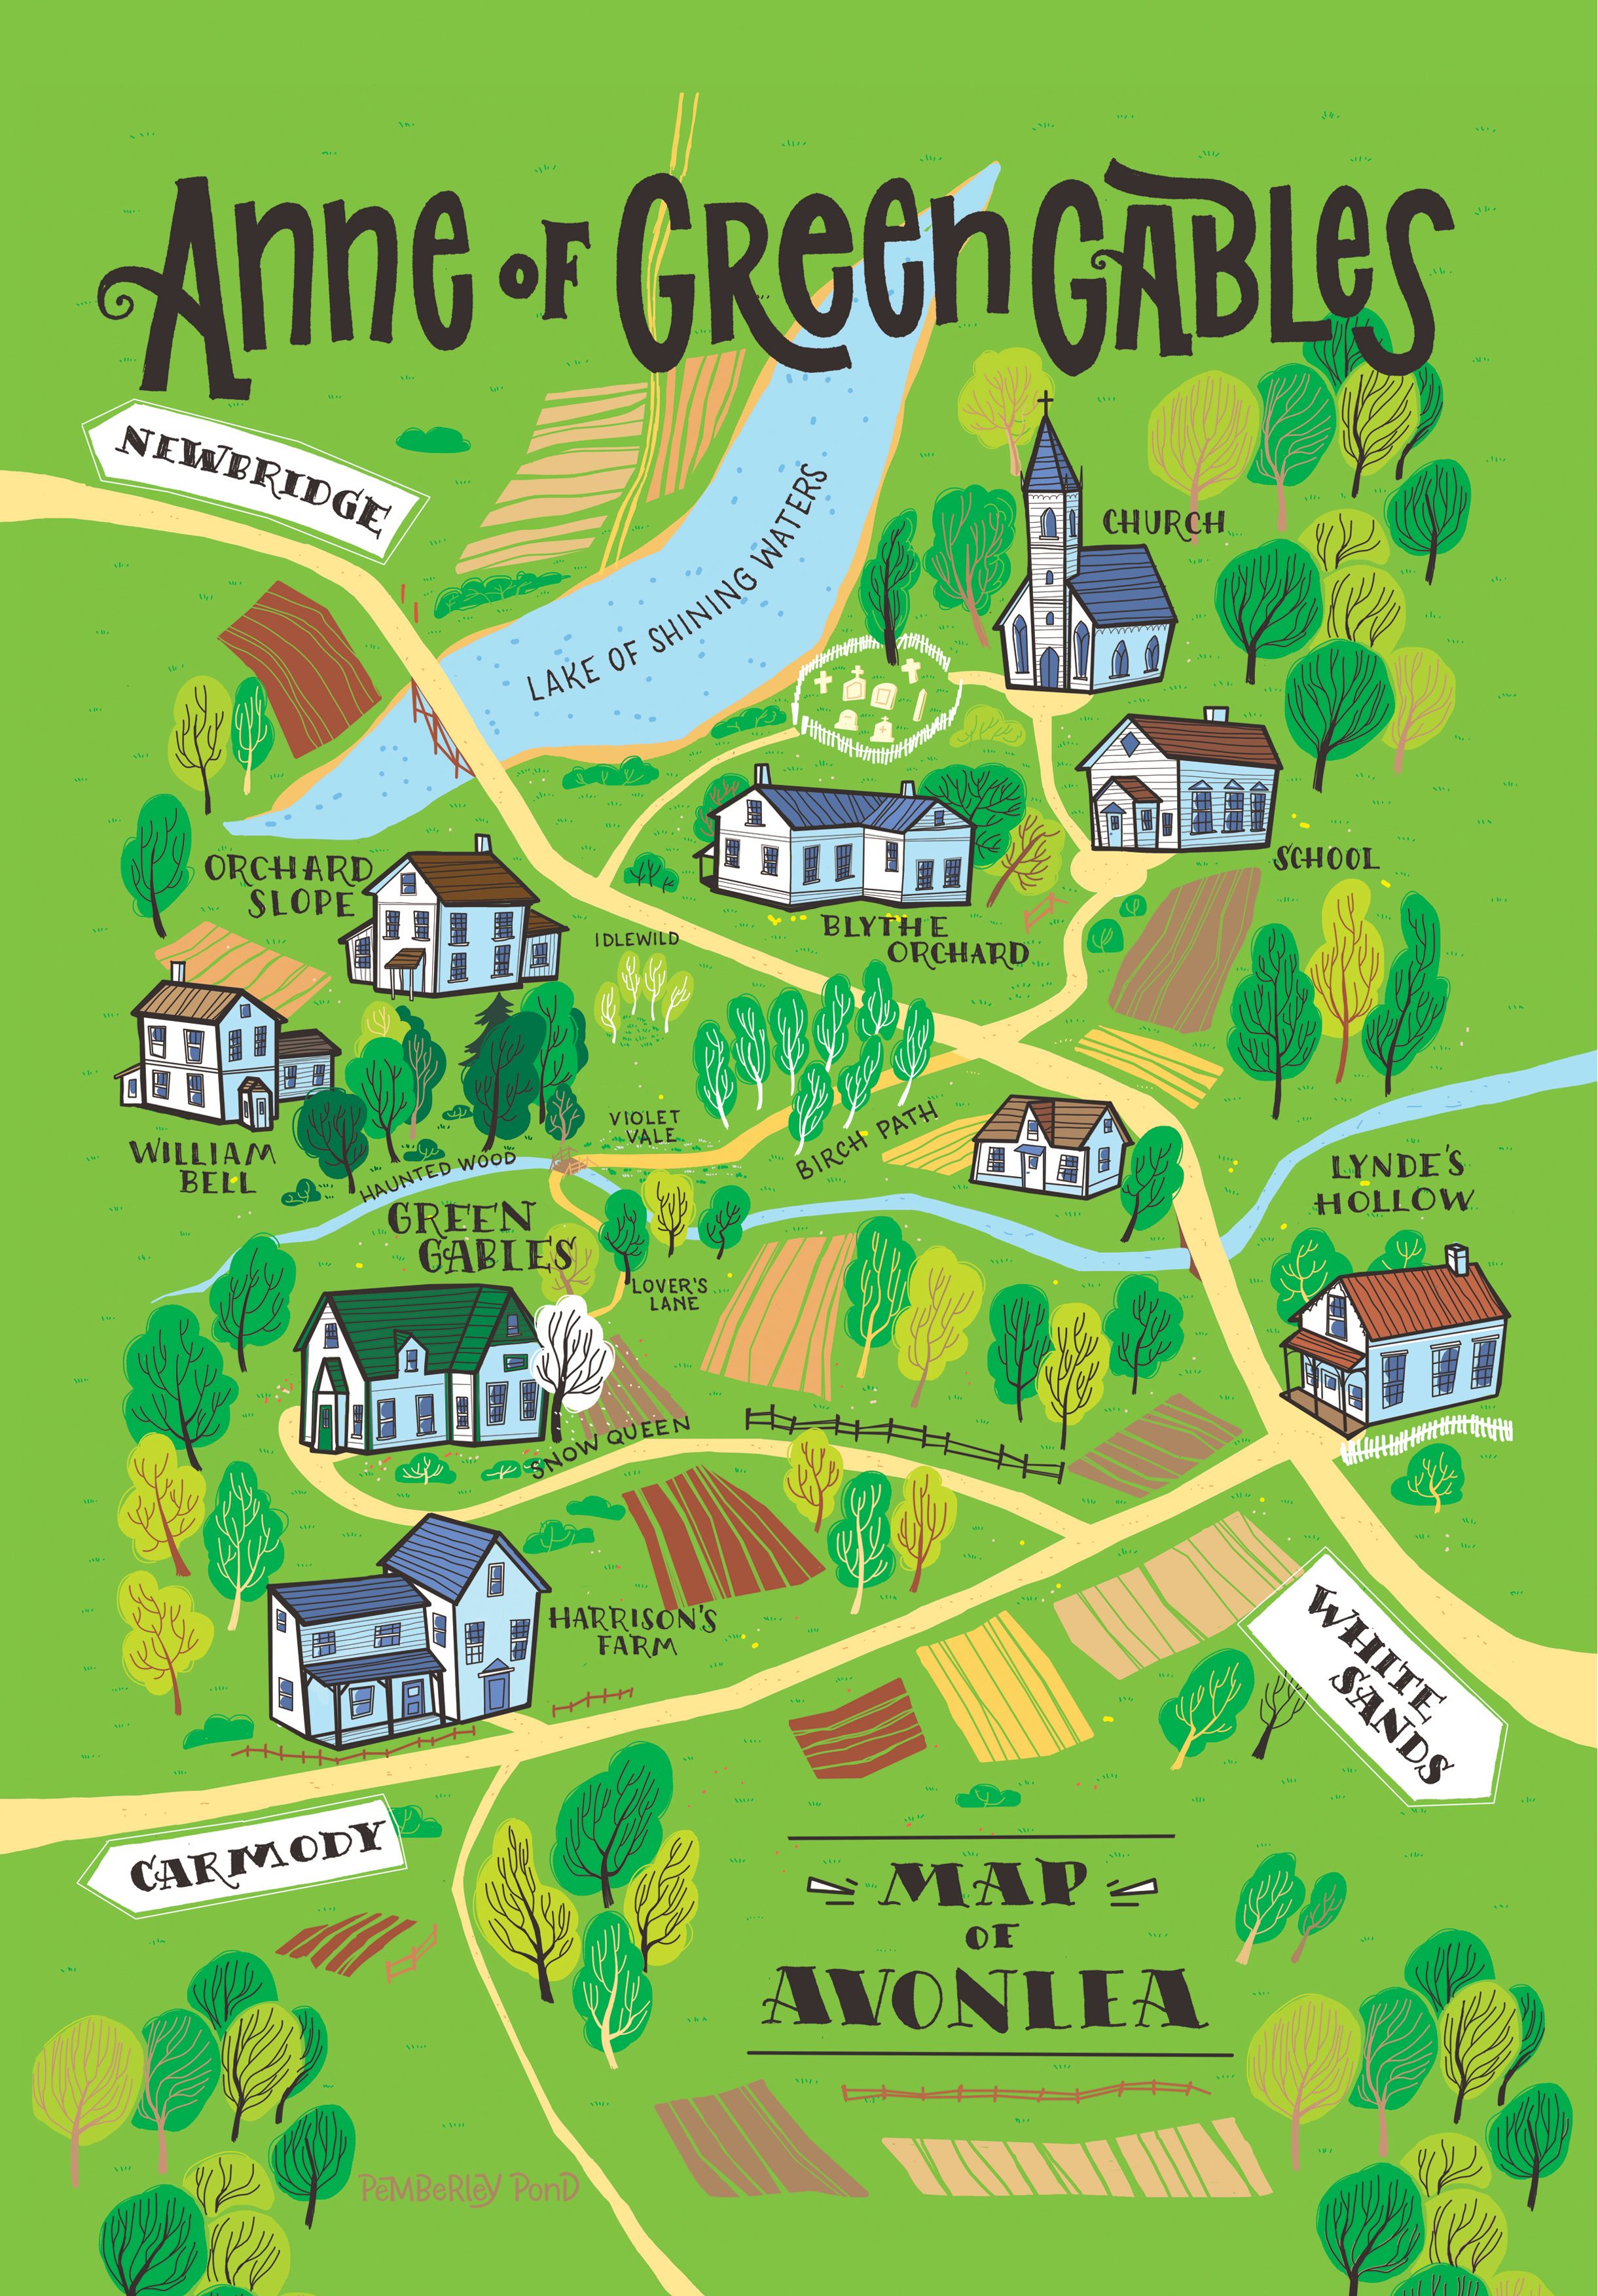 Anne of Green Gables
NEWBRIDGE
LAKE OF SHINING WATERS
CHURCH
SCHOOL
ORCHARD
SLOPE
BLYTHE
ORCHARD
IDLEWILD
WILLIAM
BELL
HAUNTED WOOD
VIOLET
VALE
BIRCH PATH
LYNDE'S
HOLLOW
GREEN
GABLES
LOVER'S
LANE
SNOW QUEEN
HARRISON'S
FARM
WHITE
SANDS
CARMODY
MAP
OF
AVONLEA
PEMBERLEY POND